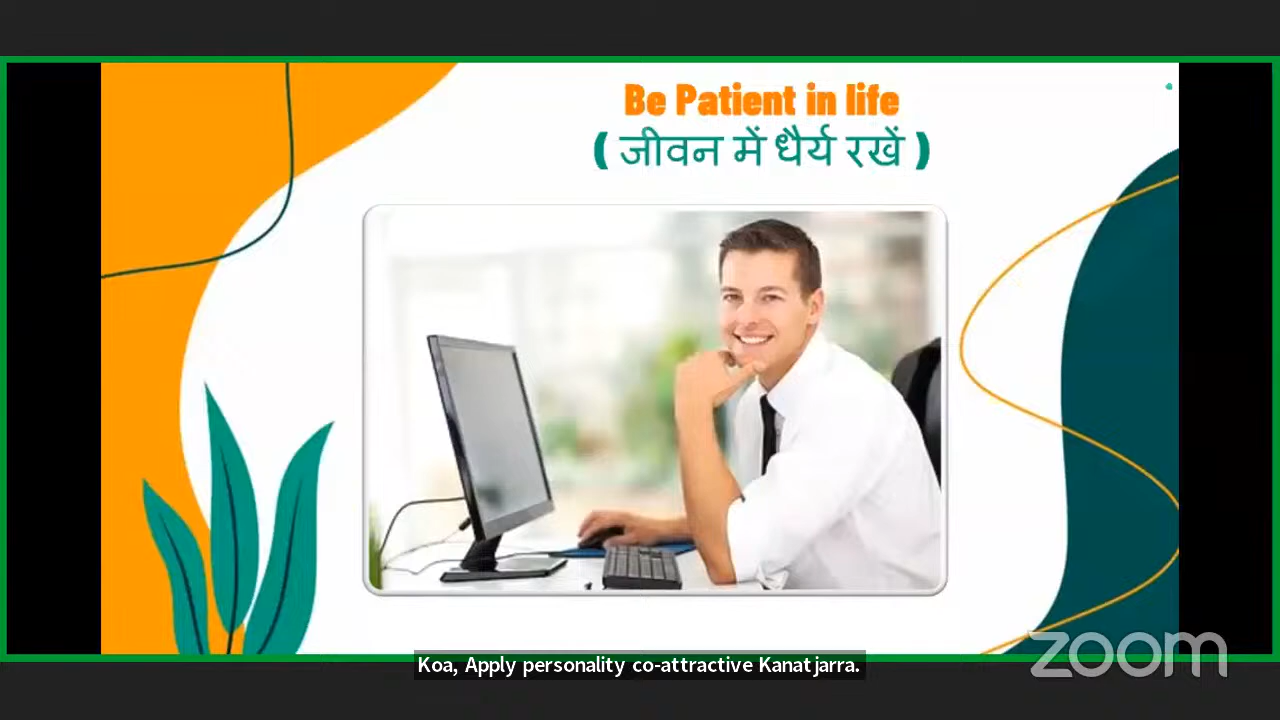 Be Patient in life
( जीवन में धैर्य रखें )
Koa, Apply personality co-attractive Kanatjarra.
zoom